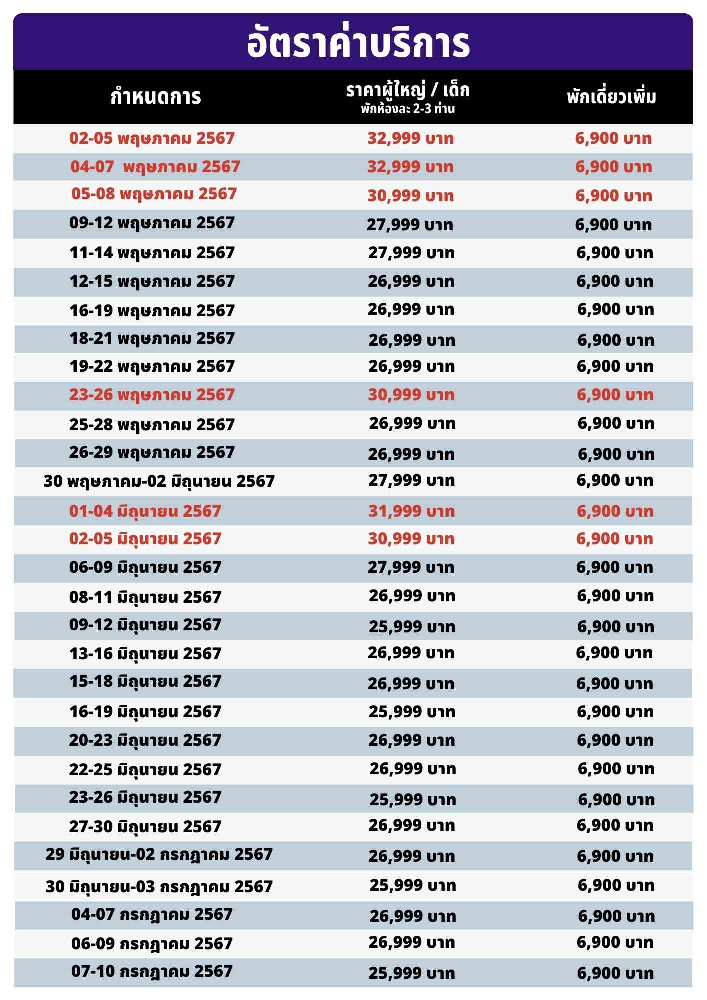 อัตราค่าบริการ
กำหนดการ ราคาผู้ใหญ่ / เด็ก พักเดี่ยวเพิ่ม
พักห้องละ 2-3 ท่าน
02-05 พฤษภาคม 2567 32,999 บาท 6,900 บาท
04-07 พฤษภาคม 2567 32,999 บาท 6,900 บาท
05-08 พฤษภาคม 2567 30,999 บาท 6,900 บาท
09-12 พฤษภาคม 2567 27,999 บาท 6,900 บาท
11-14 พฤษภาคม 2567 27,999 บาท 6,900 บาท
12-15 พฤษภาคม 2567 26,999 บาท 6,900 บาท
16-19 พฤษภาคม 2567 26,999 บาท 6,900 บาท
18-21 พฤษภาคม 2567 26,999 บาท 6,900 บาท
19-22 พฤษภาคม 2567 26,999 บาท 6,900 บาท
23-26 พฤษภาคม 2567 30,999 บาท 6,900 บาท
25-28 พฤษภาคม 2567 26,999 บาท 6,900 บาท
26-29 พฤษภาคม 2567 26,999 บาท 6,900 บาท
30 พฤษภาคม-02 มิถุนายน 2567 27,999 บาท 6,900 บาท
01-04 มิถุนายน 2567 31,999 บาท 6,900 บาท
02-05 มิถุนายน 2567 30,999 บาท 6,900 บาท
06-09 มิถุนายน 2567 27,999 บาท 6,900 บาท
08-11 มิถุนายน 2567 26,999 บาท 6,900 บาท
09-12 มิถุนายน 2567 25,999 บาท 6,900 บาท
13-16 มิถุนายน 2567 26,999 บาท 6,900 บาท
15-18 มิถุนายน 2567 26,999 บาท 6,900 บาท
16-19 มิถุนายน 2567 25,999 บาท 6,900 บาท
20-23 มิถุนายน 2567 26,999 บาท 6,900 บาท
22-25 มิถุนายน 2567 26,999 บาท 6,900 บาท
23-26 มิถุนายน 2567 25,999 บาท 6,900 บาท
27-30 มิถุนายน 2567 26,999 บาท 6,900 บาท
29 มิถุนายน-02 กรกฎาคม 2567 26,999 บาท 6,900 บาท
30 มิถุนายน-03 กรกฎาคม 2567 25,999 บาท 6,900 บาท
04-07 กรกฎาคม 2567 26,999 บาท 6,900 บาท
06-09 กรกฎาคม 2567 26,999 บาท 6,900 บาท
07-10 กรกฎาคม 2567 25,999 บาท 6,900 บาท